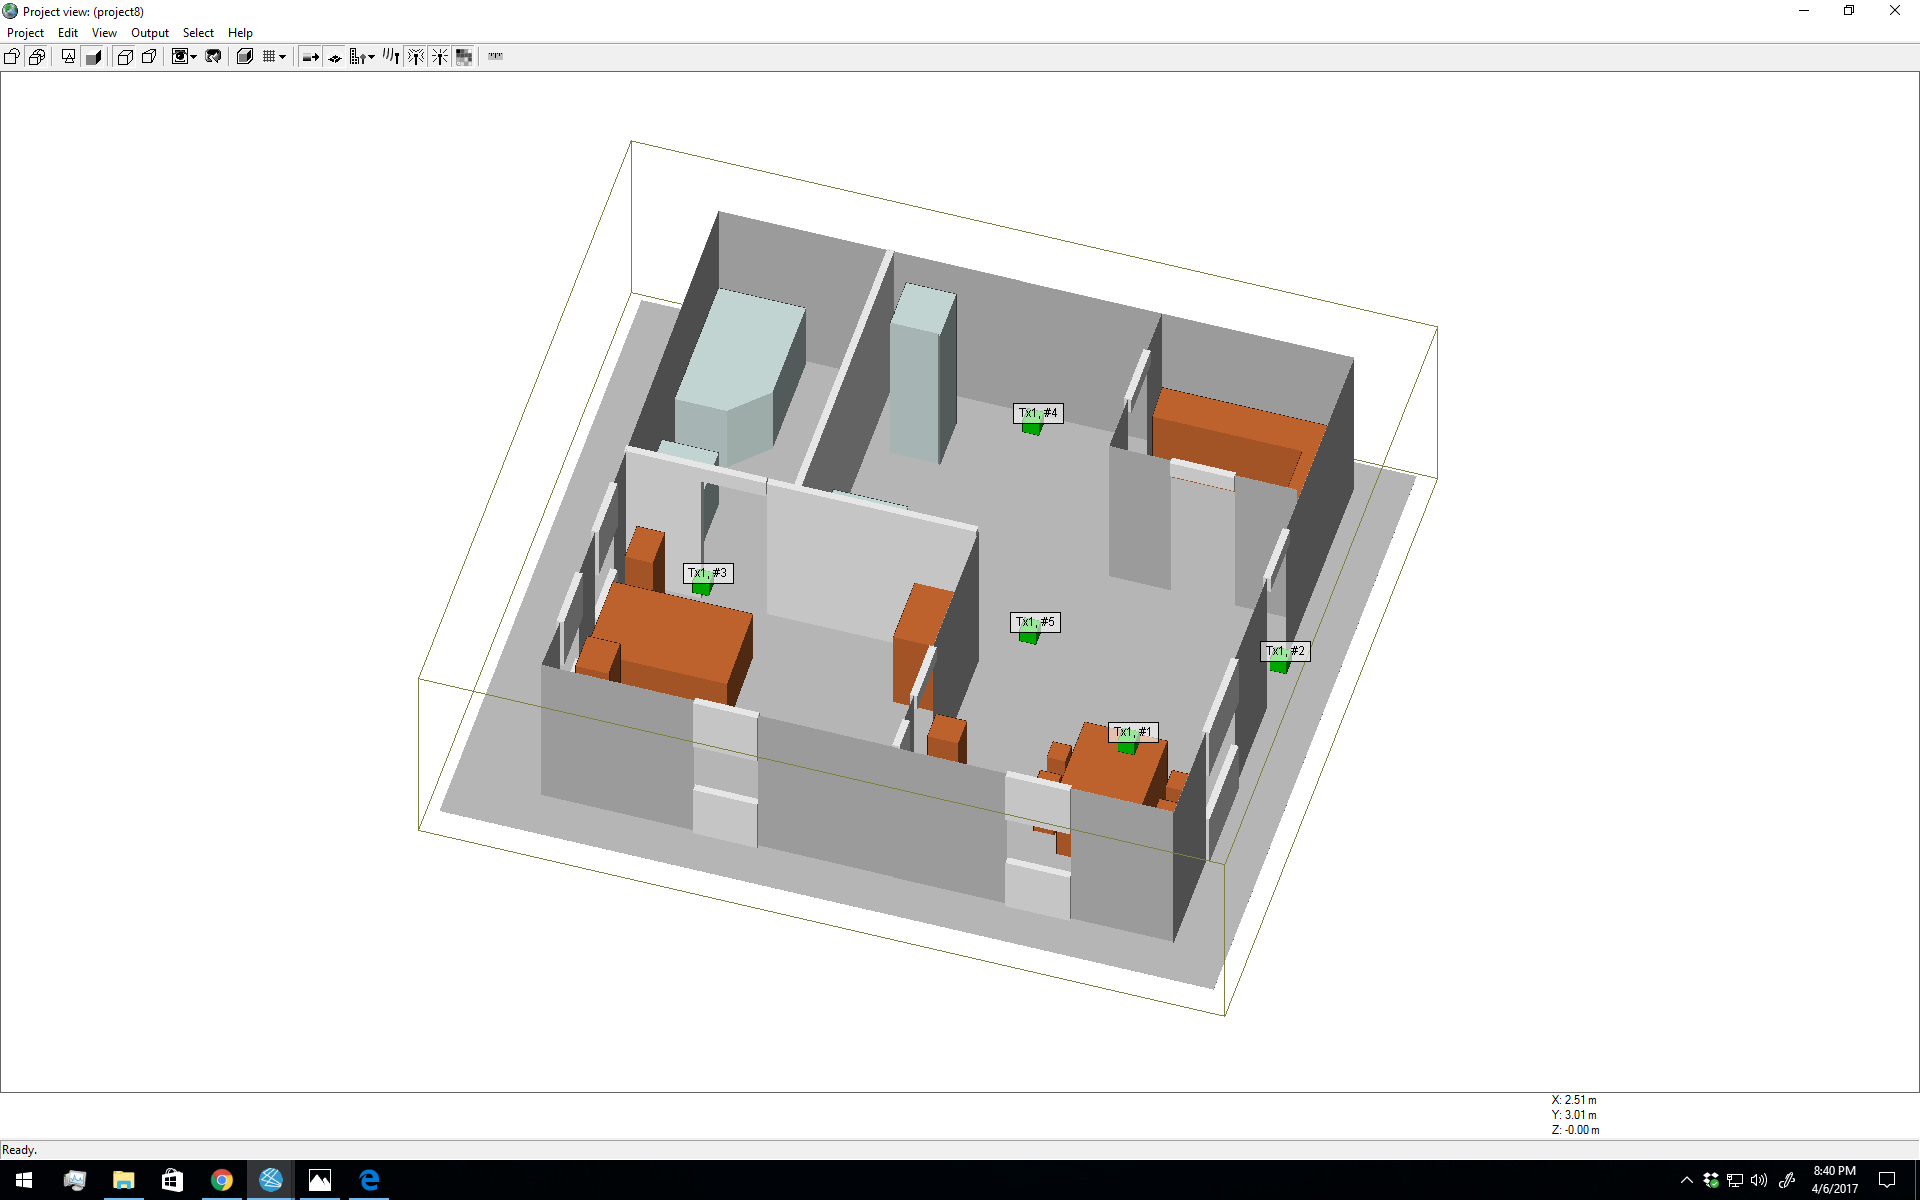 Project view: (project8)
Project Edit View Output Select Help
Tx1, #4
Tx1, #3
Tx1, #5
Tx1, #2
Tx1, #1
X: 2.51 m
Y: 3.01 m
Z: -0.00 m
Ready.
8:40 PM
4/6/2017